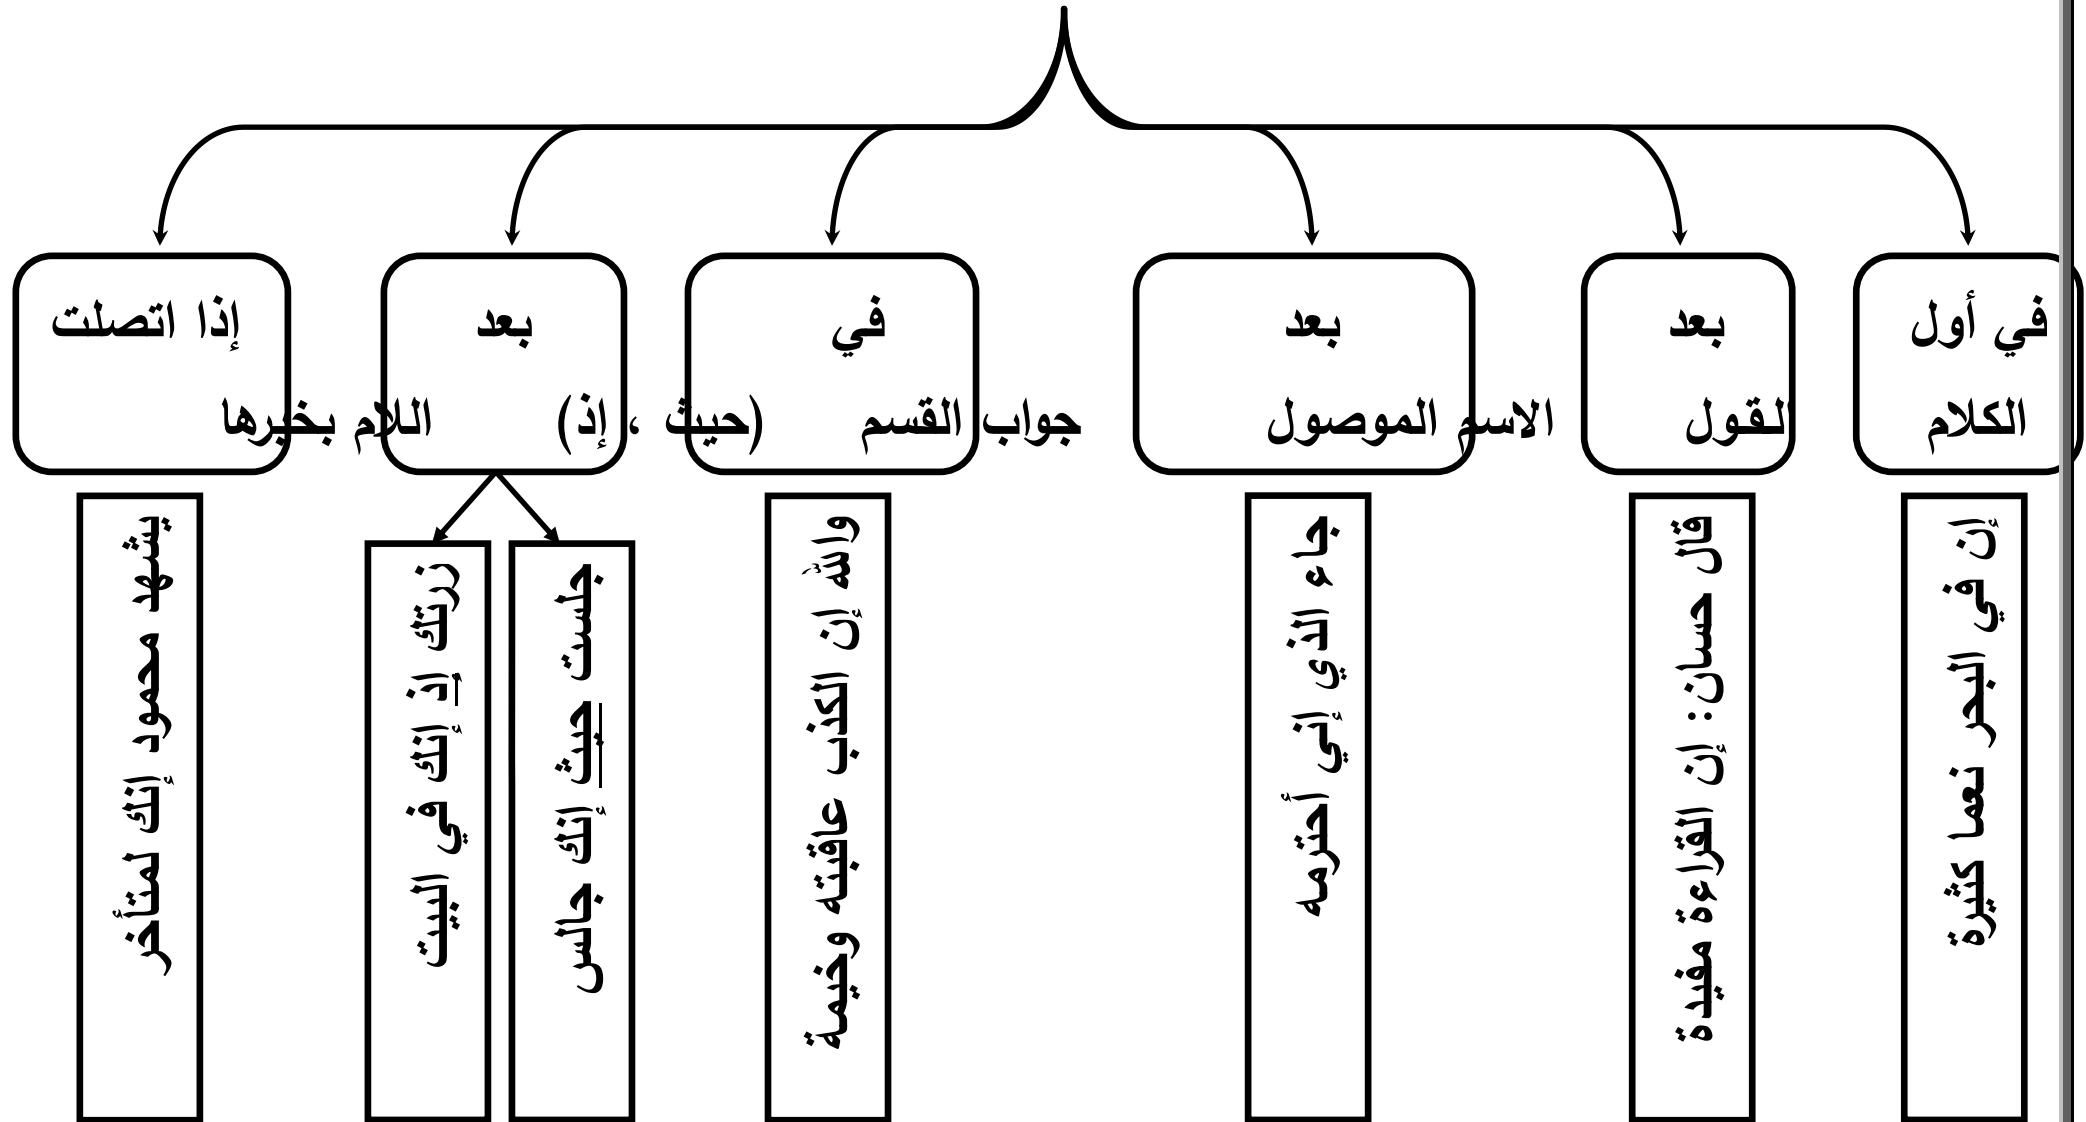 في أول
الكلام
بعد
القول
بعد
الاسم الموصول
في
جواب القسم
بعد
(حيث ، إذ)
إذا اتصلت
اللام بخبرها
إن في البحر نعما كثيرة
قال حسان: إن القراءة مفيدة
جاء الذي إني أحترمه
والله إن الكذب عاقبته وخيمة
جلست حيث إنك جالس
زرتك إذ إنك في البيت
يشهد محمود إنك لمتأخر